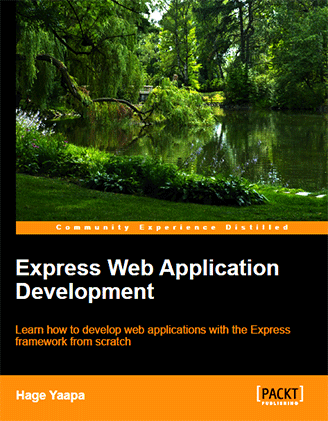 Community Experience Distilled
Express Web Application
Development
Learn how to develop web applications with the Express
framework from scratch
Hage Yaapa
[PACKT]
PUBLISHING